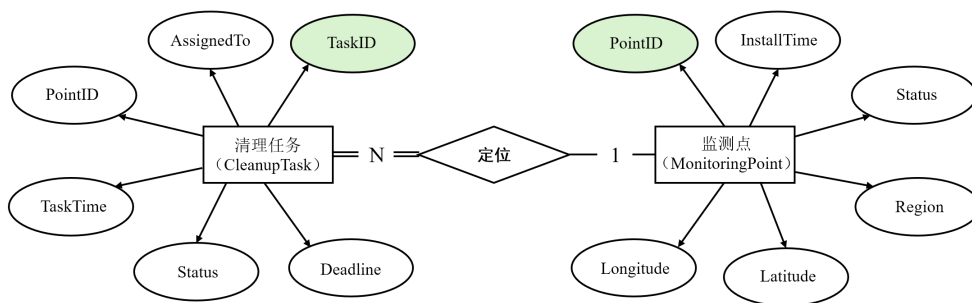 AssignedTo
TaskID
PointID
InstallTime
PointID
Status
清理任务
（CleanupTask）
N
定位
1
监测点
（MonitoringPoint）
TaskTime
Region
Status
Deadline
Longitude
Latitude